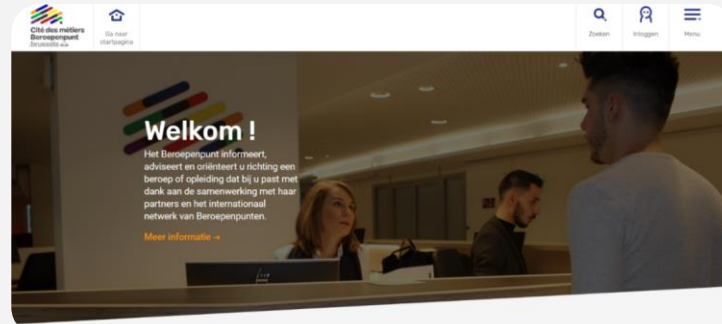 Cité des métiers
Beroepenpunt
.brussels
Ga naar
startpagina
Zoeken
Inloggen
Menu
Welkom !
Het Beroepenpunt informeert,
adviseert en oriënteert u richting een
beroep of opleiding dat bij u past met
dank aan de samenwerking met haar
partners en het internationaal
netwerk van Beroepenpunten.
Meer informatie →